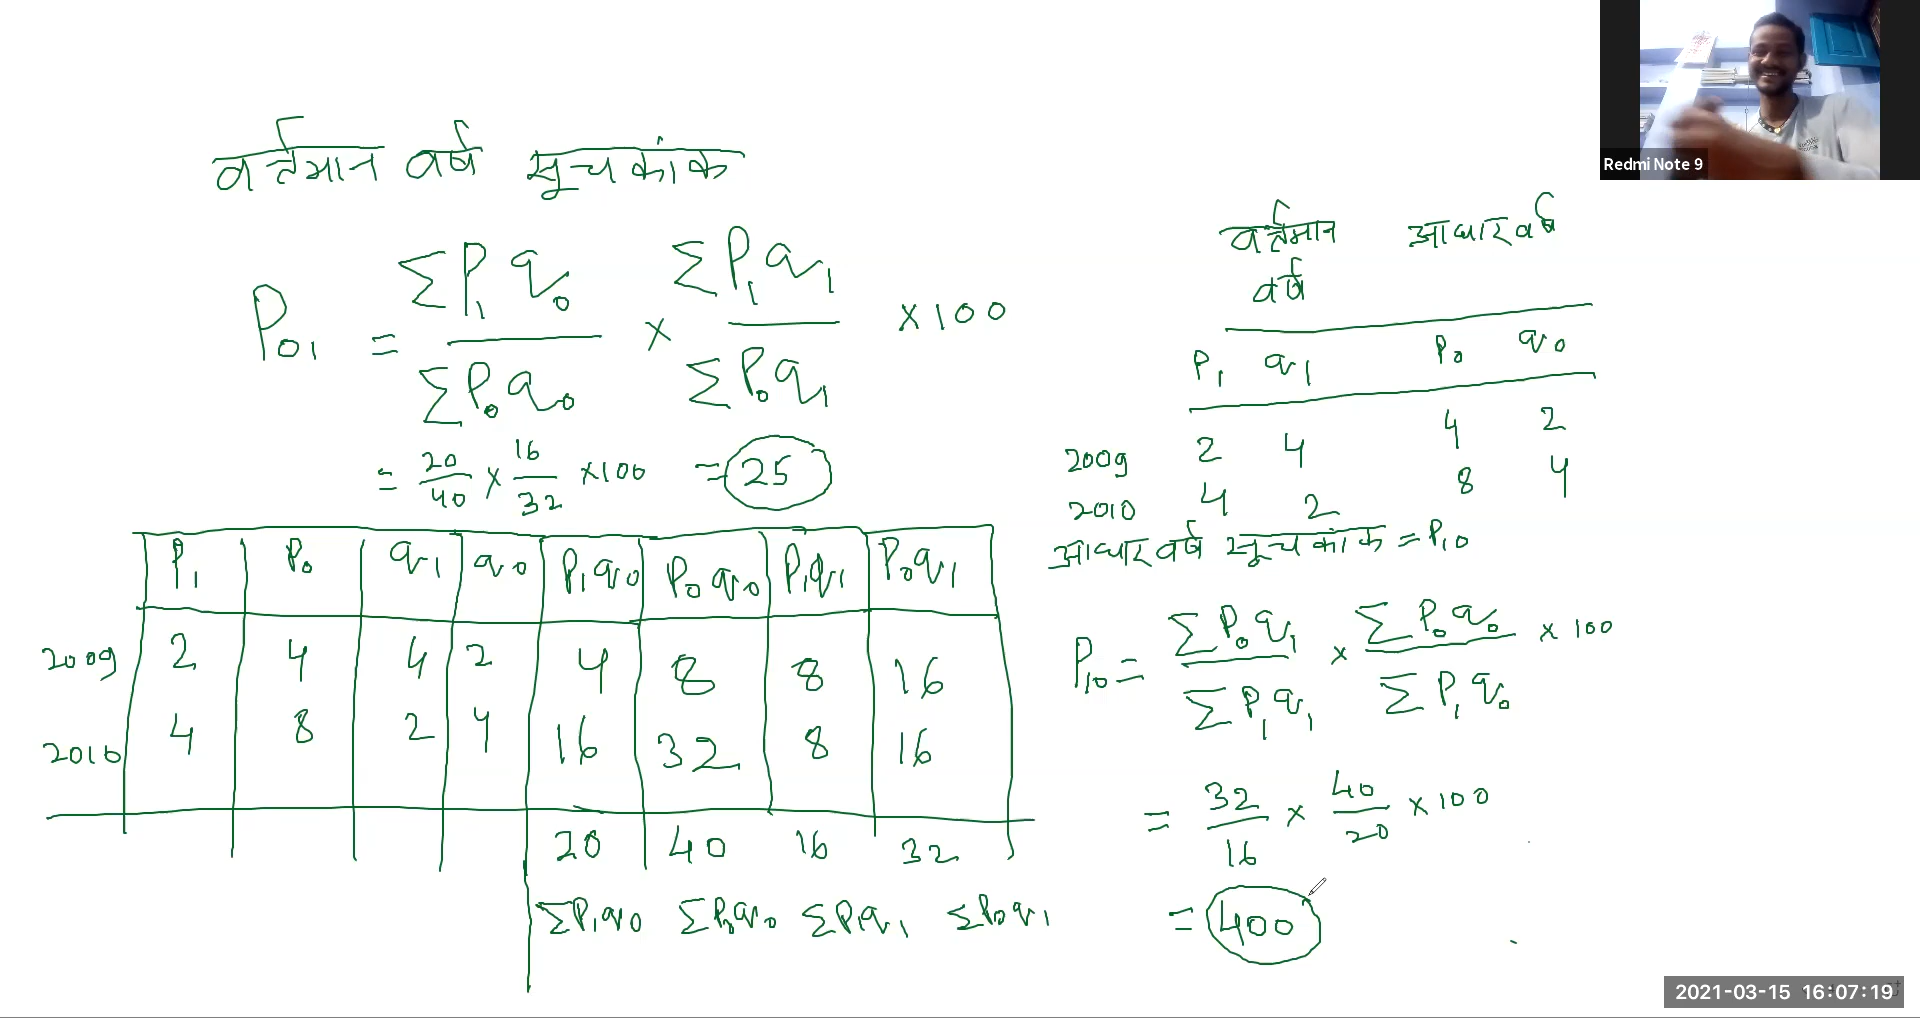 वर्तमान वर्ष सूचकांक
P₀₁ = ΣP₁q₀ / ΣP₀q₀ × ΣP₁q₁ / ΣP₀q₁ ×100
= 20/40 × 16/32 ×100 = 25
P₁ P₀ q₁ q₀ P₁q₀ P₀q₀ P₁q₁ P₀q₁
2009 2 4 4 2 4 8 8 16
2010 4 8 2 4 16 32 8 16
20 40 16 32
ΣP₁q₀ ΣP₀q₀ ΣP₁q₁ ΣP₀q₁
वर्तमान वर्ष आधार वर्ष
P₁ q₁ P₀ q₀
2009 2 4 4 2
2010 4 2 8 4
आधार वर्ष सूचकांक = P₁₀
P₁₀ = ΣP₀q₁ / ΣP₁q₁ × ΣP₀q₀ / ΣP₁q₀ × 100
= 32/16 × 40/20 × 100
= 400
Redmi Note 9
2021-03-15 16:07:19